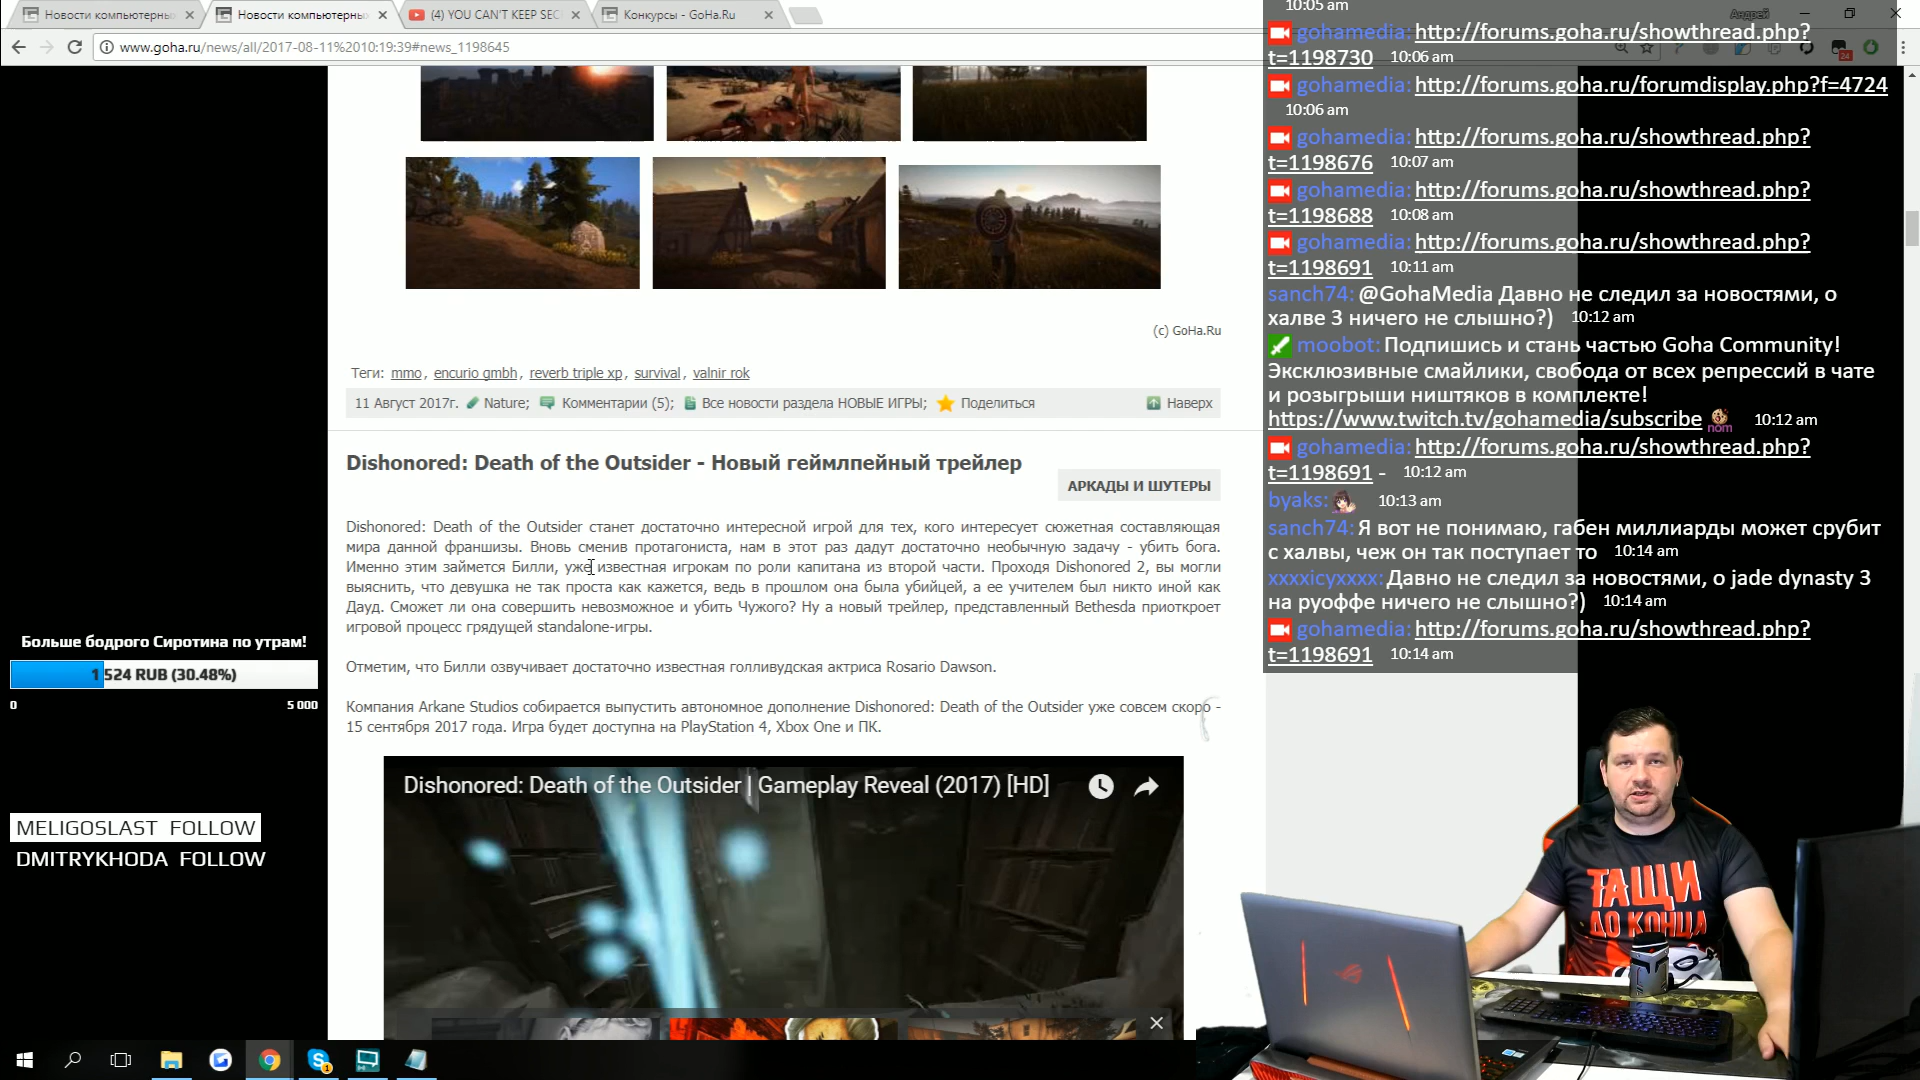 Новости компьютерны
Новости компьютерны
(4) YOU CAN'T KEEP SEC
Конкурсы - GoHa.Ru
Андрей
www.goha.ru/news/all/2017-08-11%2010:19:39#news_1198645
(c) GoHa.Ru
Теги: mmo, encurio gmbh, reverb triple xp, survival, valnir rok
11 Август 2017г. Nature; Комментарии (5); Все новости раздела НОВЫЕ ИГРЫ; Поделиться Наверх
Dishonored: Death of the Outsider - Новый геймлпейный трейлер
АРКАДЫ И ШУТЕРЫ
Dishonored: Death of the Outsider станет достаточно интересной игрой для тех, кого интересует сюжетная составляющая
мира данной франшизы. Вновь сменив протагониста, нам в этот раз дадут достаточно необычную задачу - убить бога.
Именно этим займется Билли, уже известная игрокам по роли капитана из второй части. Проходя Dishonored 2, вы могли
выяснить, что девушка не так проста как кажется, ведь в прошлом она была убийцей, а ее учителем был никто иной как
Дауд. Сможет ли она совершить невозможное и убить Чужого? Ну а новый трейлер, представленный Bethesda приоткроет
игровой процесс грядущей standalone-игры.
Отметим, что Билли озвучивает достаточно известная голливудская актриса Rosario Dawson.
Компания Arkane Studios собирается выпустить автономное дополнение Dishonored: Death of the Outsider уже совсем скоро -
15 сентября 2017 года. Игра будет доступна на PlayStation 4, Xbox One и ПК.
Dishonored: Death of the Outsider | Gameplay Reveal (2017) [HD]
Больше бодрого Сиротина по утрам!
1 524 RUB (30.48%)
0 5 000
MELIGOSLAST FOLLOW
DMITRYKHODA FOLLOW
10:05 am
gohamedia: http://forums.goha.ru/showthread.php?
t=1198730 10:06 am
gohamedia: http://forums.goha.ru/forumdisplay.php?f=4724
10:06 am
gohamedia: http://forums.goha.ru/showthread.php?
t=1198676 10:07 am
gohamedia: http://forums.goha.ru/showthread.php?
t=1198688 10:08 am
gohamedia: http://forums.goha.ru/showthread.php?
t=1198691 10:11 am
sanch74: @GohaMedia Давно не следил за новостями, о
халве 3 ничего не слышно?) 10:12 am
moobot: Подпишись и стань частью Goha Community!
Эксклюзивные смайлики, свобода от всех репрессий в чате
и розыгрыши ништяков в комплекте!
https://www.twitch.tv/gohamedia/subscribe nom 10:12 am
gohamedia: http://forums.goha.ru/showthread.php?
t=1198691 - 10:12 am
byaks: 10:13 am
sanch74: Я вот не понимаю, габен миллиарды может срубит
с халвы, чеж он так поступает то 10:14 am
xxxxicyxxxx: Давно не следил за новостями, о jade dynasty 3
на руоффе ничего не слышно?) 10:14 am
gohamedia: http://forums.goha.ru/showthread.php?
t=1198691 10:14 am
ТАЩИ
ДО КОНЦА